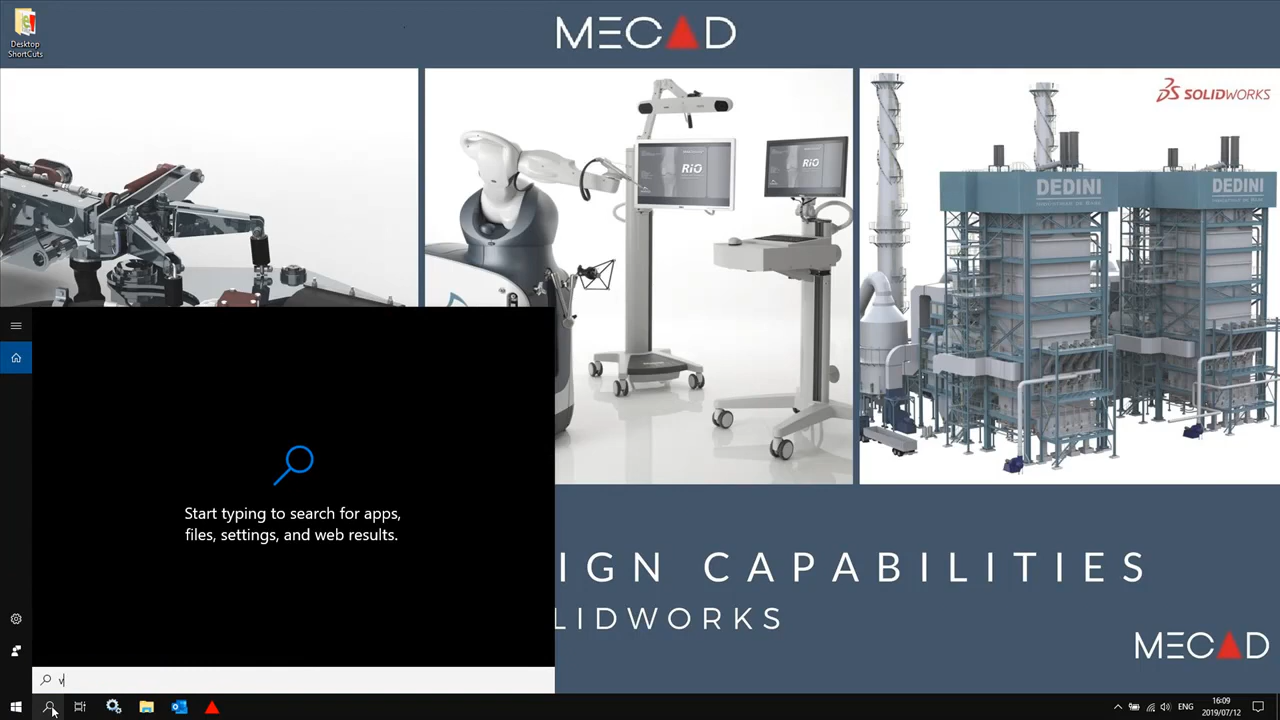 Desktop
ShortCuts
MECAD
SOLIDWORKS
RIO
RIO
DEDINI
DEDINI
Start typing to search for apps,
files, settings, and web results.
IGN CAPABILITIES
LIDWORKS
MECAD
v
ENG
16:09
2019/07/12